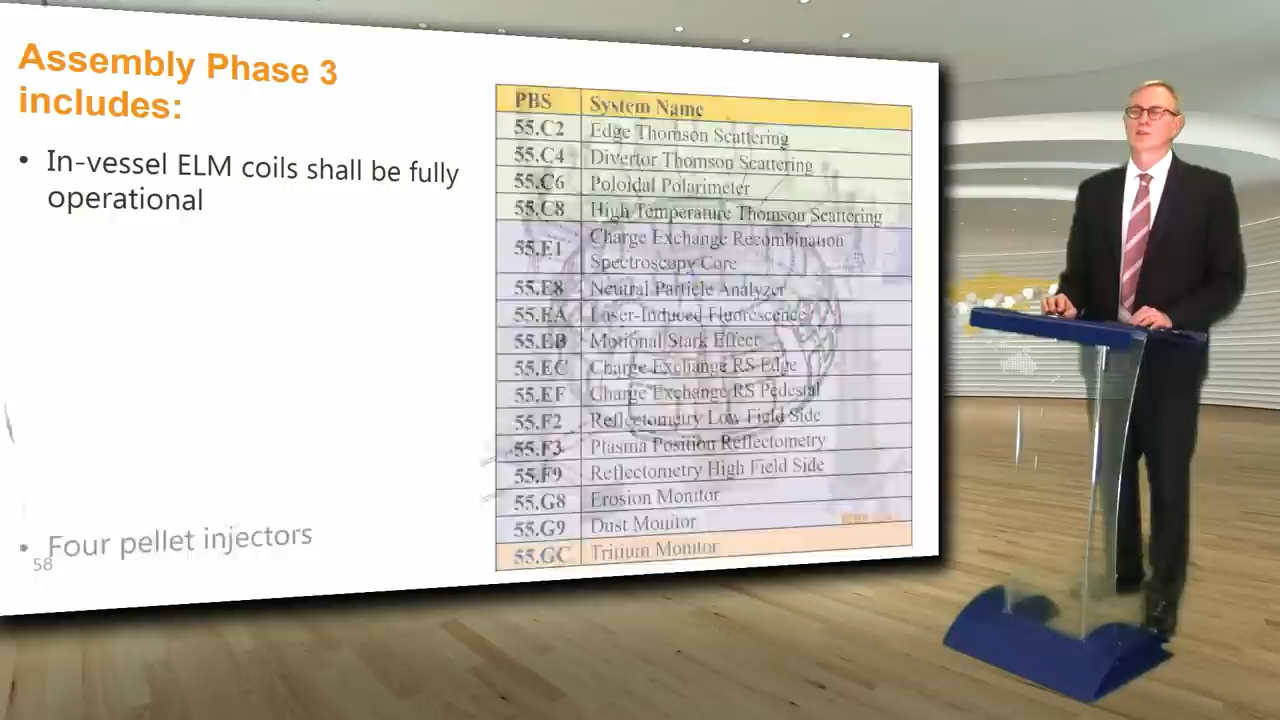 Assembly Phase 3
includes:
• In-vessel ELM coils shall be fully
operational
• Four pellet injectors
58
PBS System Name
55.C2 Edge Thomson Scattering
55.C4 Divertor Thomson Scattering
55.C6 Poloidal Polarimeter
55.C8 High Temperature Thomson Scattering
55.E1 Charge Exchange Recombination
Spectroscopy Core
55.E8 Neutral Particle Analyzer
55.EA Laser-Induced Fluorescence
55.EB Motional Stark Effect
55.EC Charge Exchange RS Edge
55.EF Charge Exchange RS Pedestal
55.F2 Reflectometry Low Field Side
55.F3 Plasma Position Reflectometry
55.F9 Reflectometry High Field Side
55.G8 Erosion Monitor
55.G9 Dust Monitor
55.GC Tritium Monitor